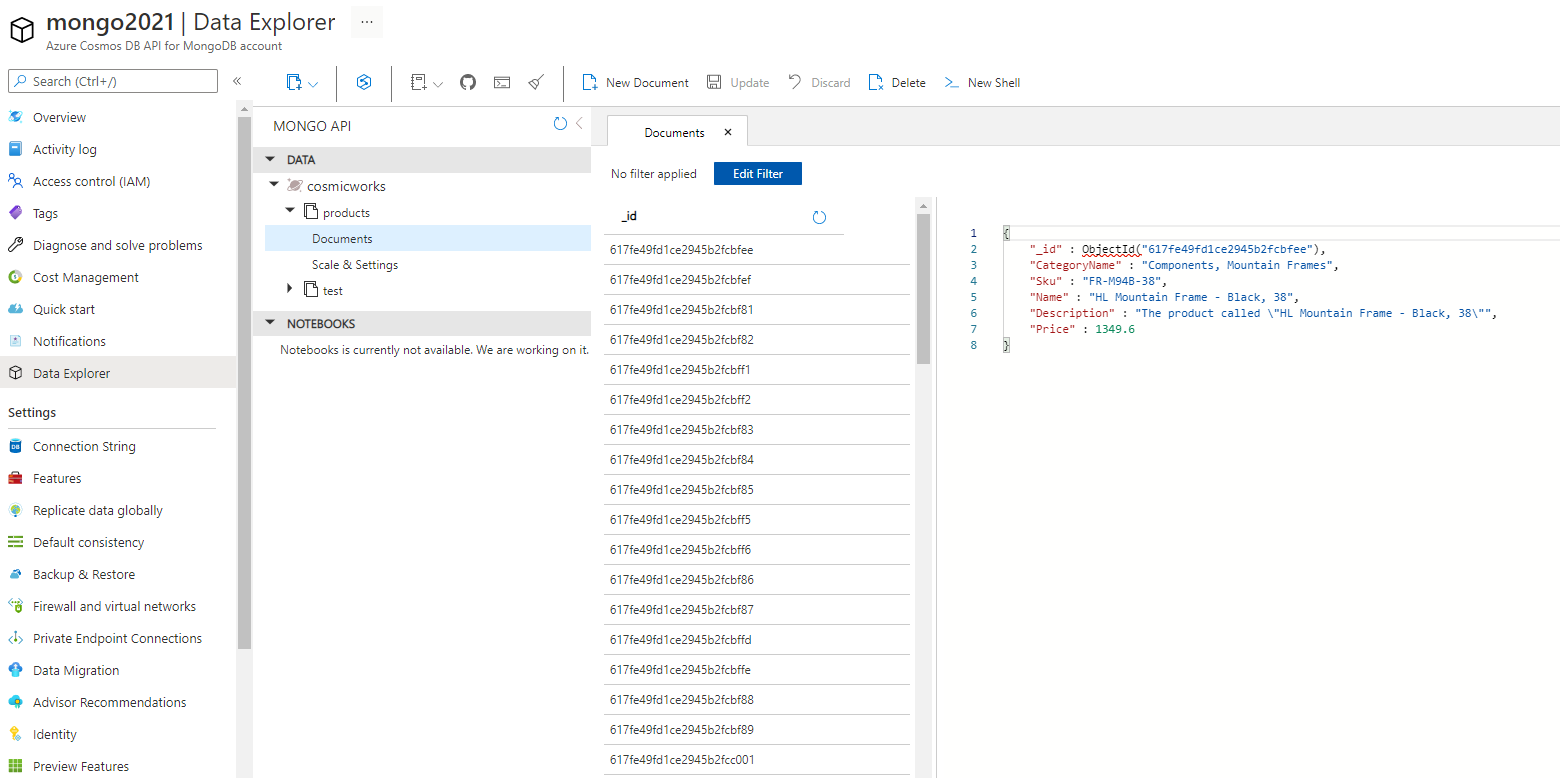 mongo2021 | Data Explorer ...
Azure Cosmos DB API for MongoDB account
Search (Ctrl+/) «
Overview
Activity log
Access control (IAM)
Tags
Diagnose and solve problems
Cost Management
Quick start
Notifications
Data Explorer
Settings
Connection String
Features
Replicate data globally
Default consistency
Backup & Restore
Firewall and virtual networks
Private Endpoint Connections
Data Migration
Advisor Recommendations
Identity
Preview Features
New Document Update Discard Delete New Shell
MONGO API
DATA
cosmicworks
products
Documents
Scale & Settings
test
NOTEBOOKS
Notebooks is currently not available. We are working on it.
Documents
No filter applied Edit Filter
_id
617fe49fd1ce2945b2fcbfee
617fe49fd1ce2945b2fcbfef
617fe49fd1ce2945b2fcbf81
617fe49fd1ce2945b2fcbf82
617fe49fd1ce2945b2fcbff1
617fe49fd1ce2945b2fcbff2
617fe49fd1ce2945b2fcbf83
617fe49fd1ce2945b2fcbf84
617fe49fd1ce2945b2fcbf85
617fe49fd1ce2945b2fcbff5
617fe49fd1ce2945b2fcbff6
617fe49fd1ce2945b2fcbf86
617fe49fd1ce2945b2fcbf87
617fe49fd1ce2945b2fcbffd
617fe49fd1ce2945b2fcbffe
617fe49fd1ce2945b2fcbf88
617fe49fd1ce2945b2fcbf89
617fe49fd1ce2945b2fcc001
1 {
2 "_id" : ObjectId("617fe49fd1ce2945b2fcbfee"),
3 "CategoryName" : "Components, Mountain Frames",
4 "Sku" : "FR-M94B-38",
5 "Name" : "HL Mountain Frame - Black, 38",
6 "Description" : "The product called \"HL Mountain Frame - Black, 38\"",
7 "Price" : 1349.6
8 }